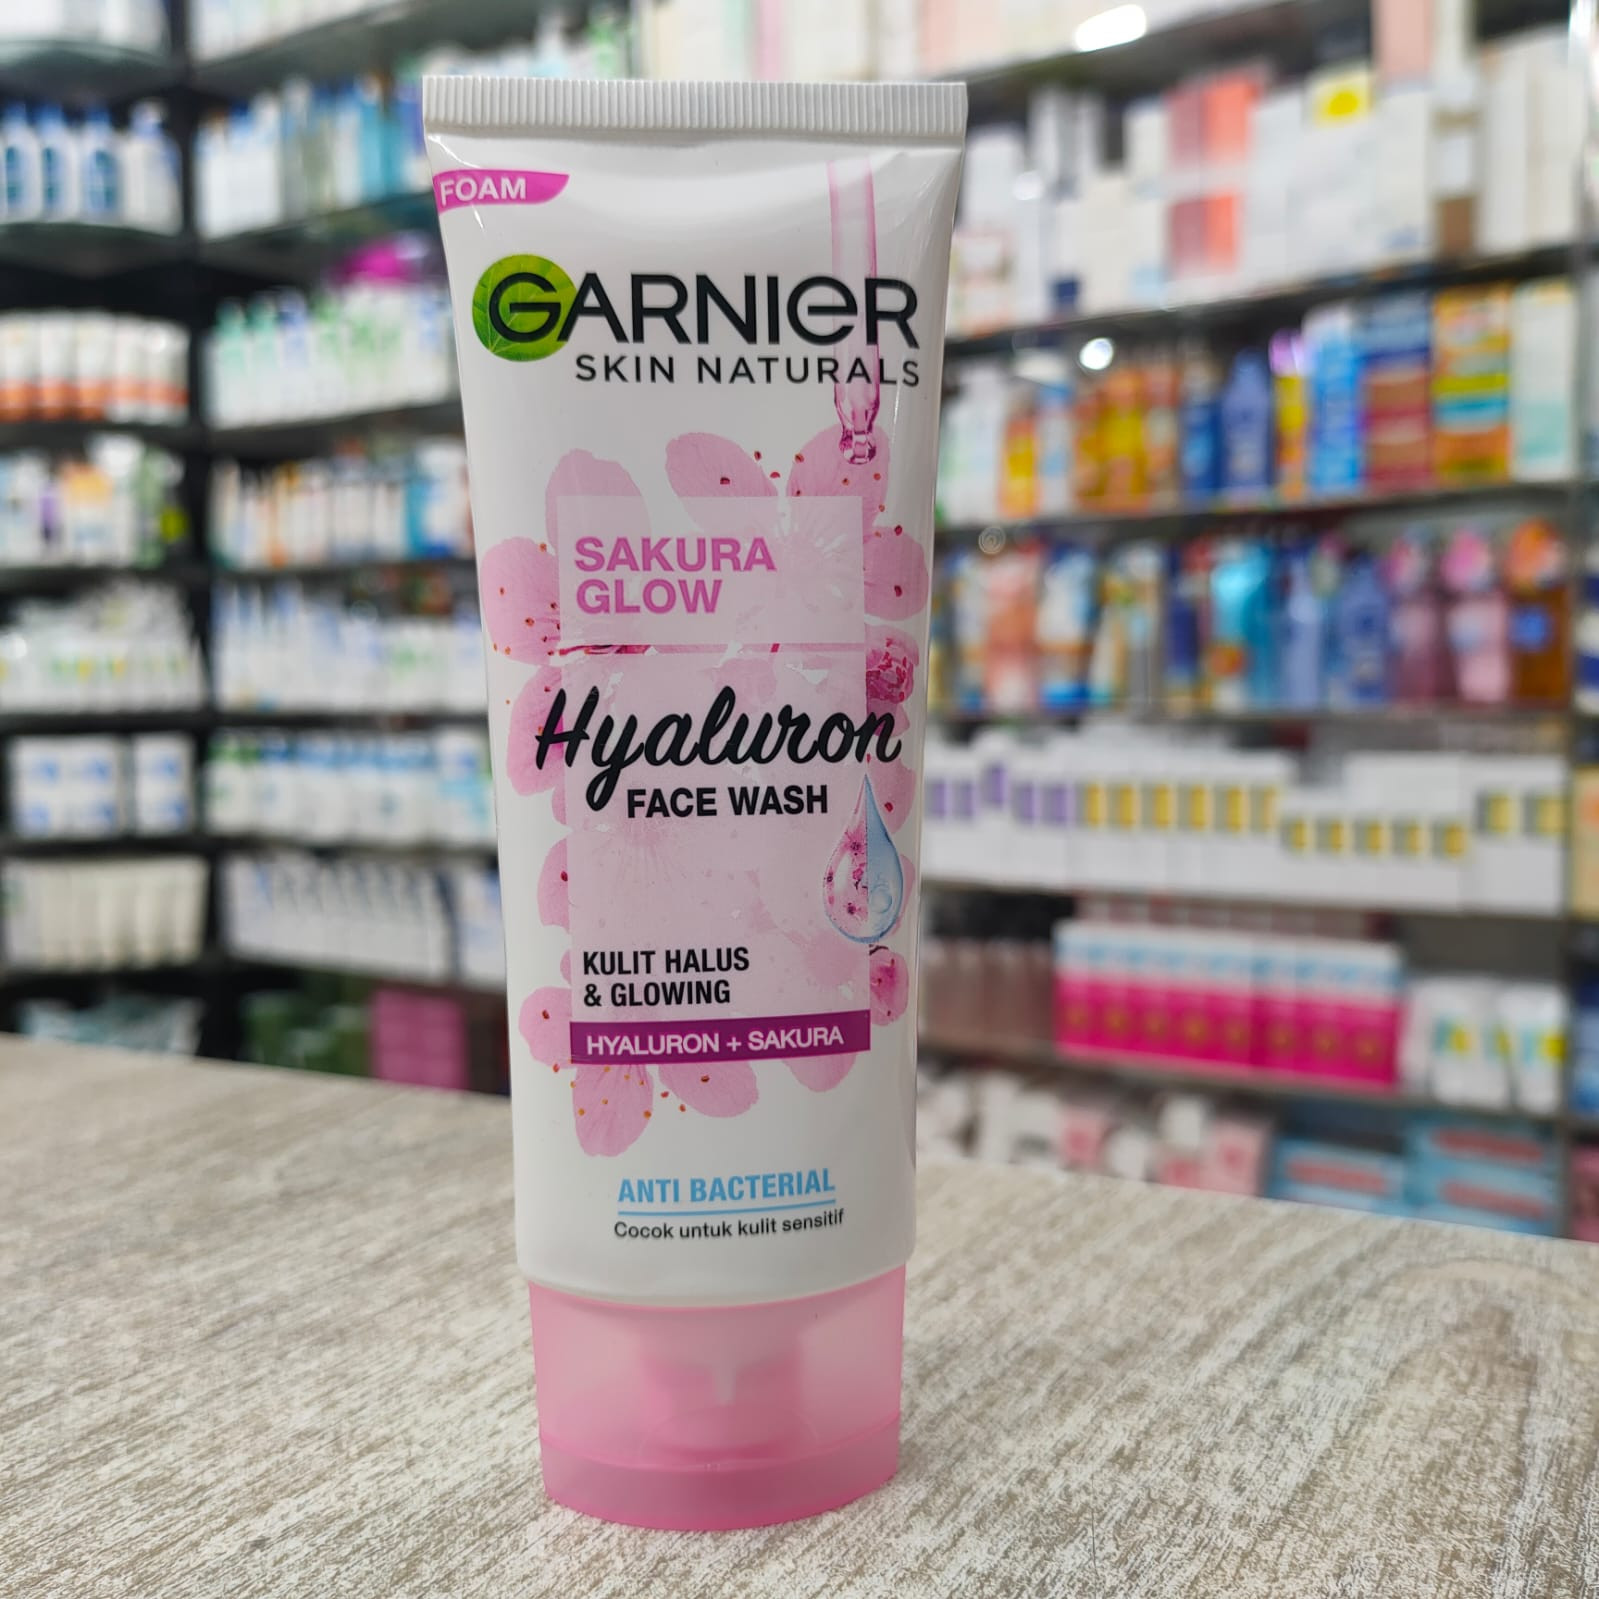 FOAM
GARNIER
SKIN NATURALS
SAKURA
GLOW
Hyaluron
FACE WASH
KULIT HALUS
& GLOWING
HYALURON + SAKURA
ANTI BACTERIAL
Cocok untuk kulit sensitif